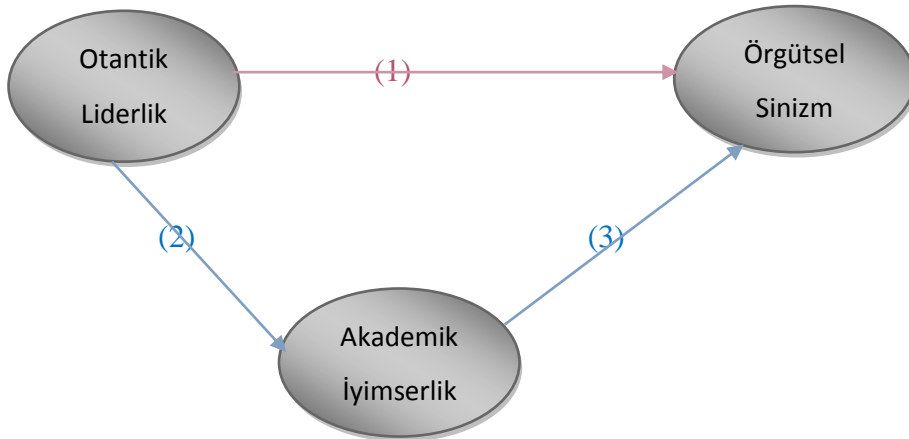 Otantik
Liderlik
(1)
Örgütsel
Sinizm
(2)
(3)
Akademik
İyimserlik